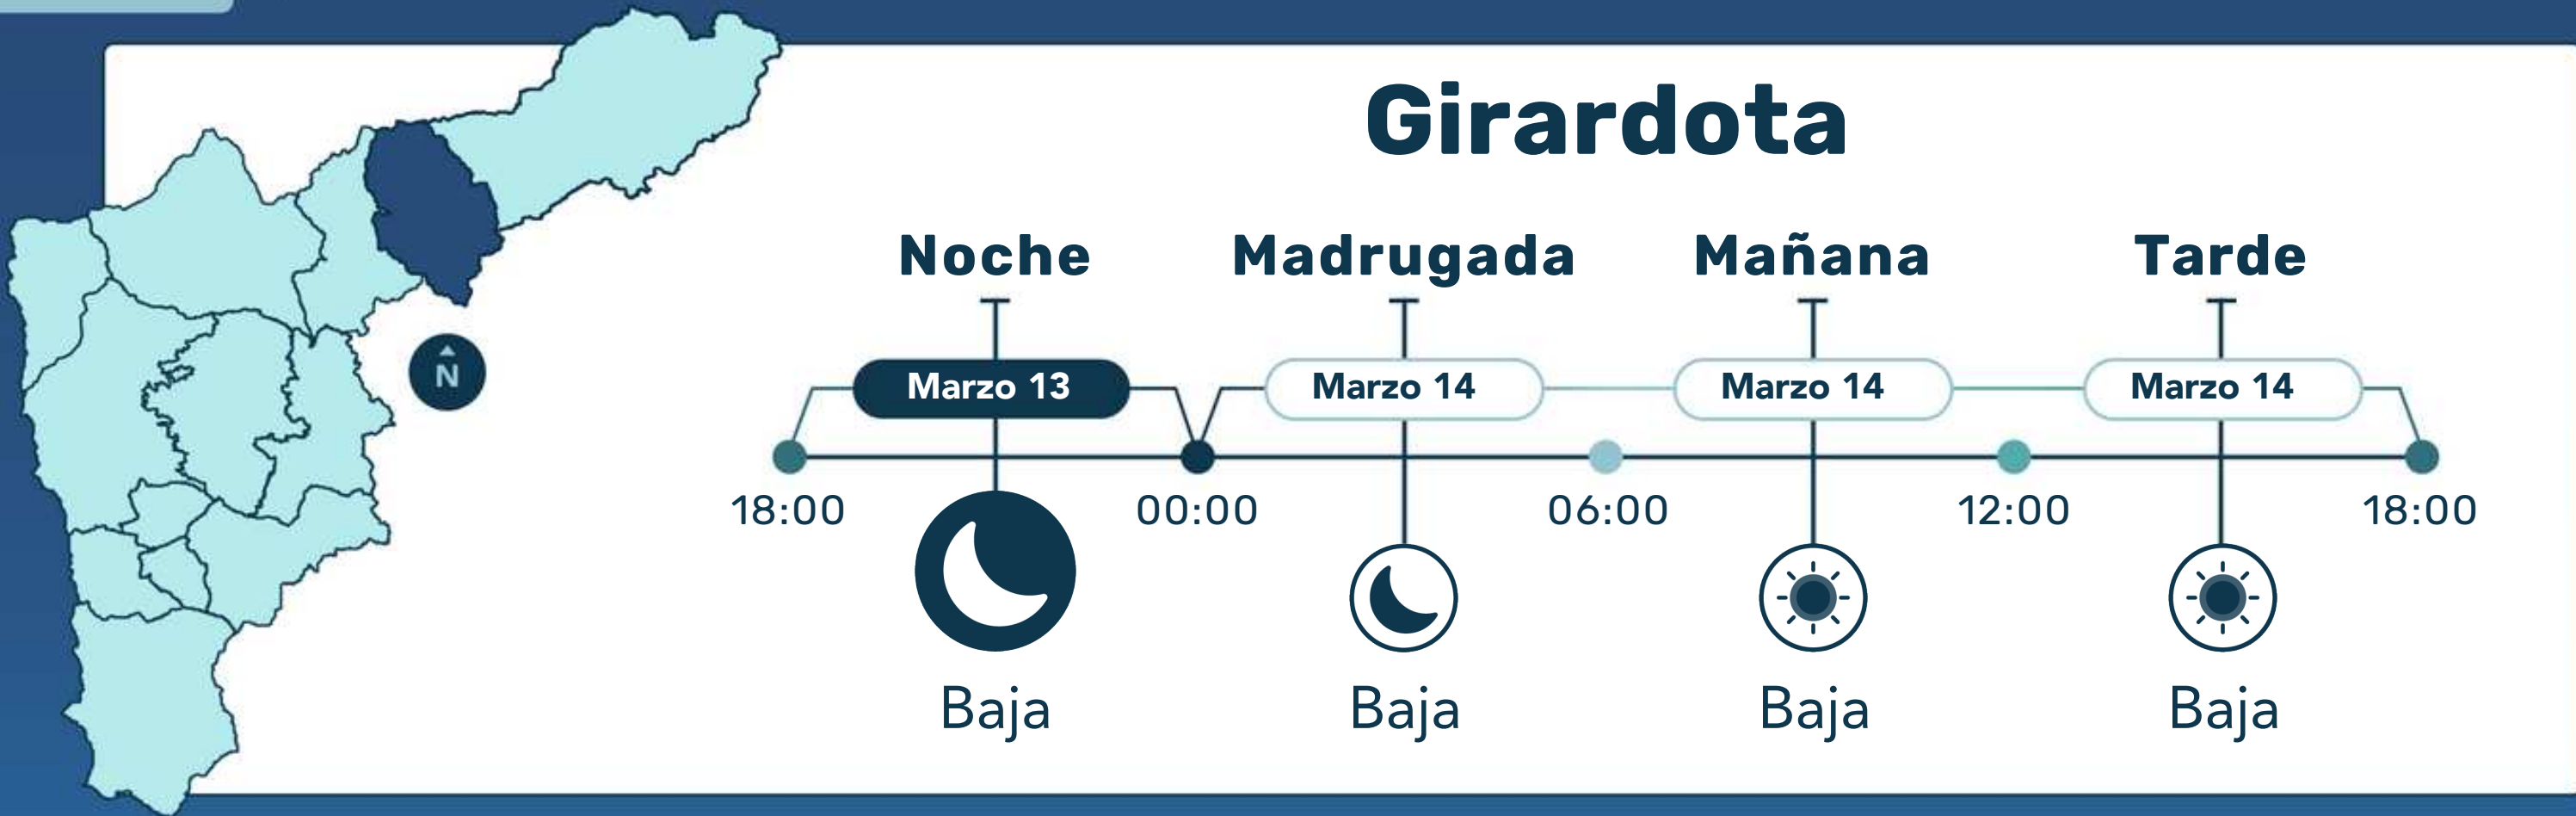 Girardota
Noche Madrugada Mañana Tarde
Marzo 13 Marzo 14 Marzo 14 Marzo 14
N
18:00 00:00 06:00 12:00 18:00
Baja Baja Baja Baja